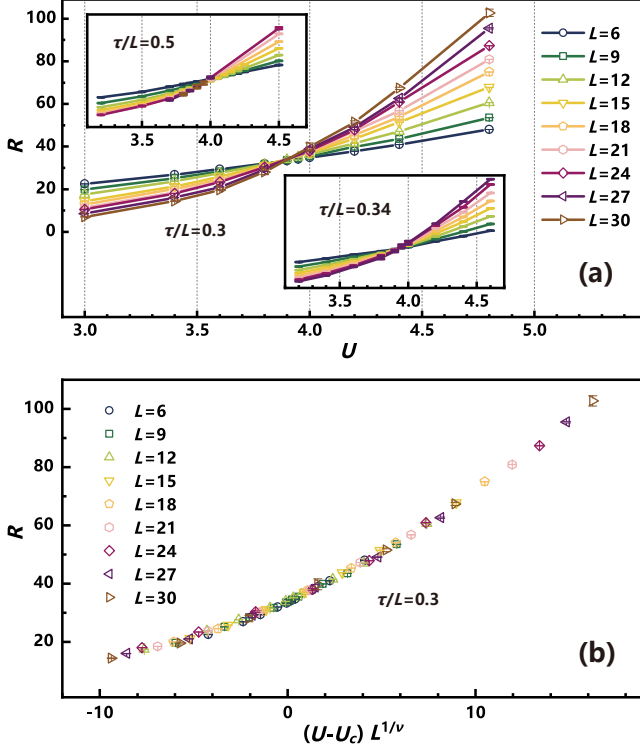 (a)
R
100
80
60
40
20
0
3.0
3.5
4.0
4.5
5.0
U
τ/L=0.5
3.5
4.0
4.5
τ/L=0.3
τ/L=0.34
3.5
4.0
4.5
L=6
L=9
L=12
L=15
L=18
L=21
L=24
L=27
L=30
(b)
R
100
80
60
40
20
-10
0
10
20
(U-Uc) L1/ν
L=6
L=9
L=12
L=15
L=18
L=21
L=24
L=27
L=30
τ/L=0.3